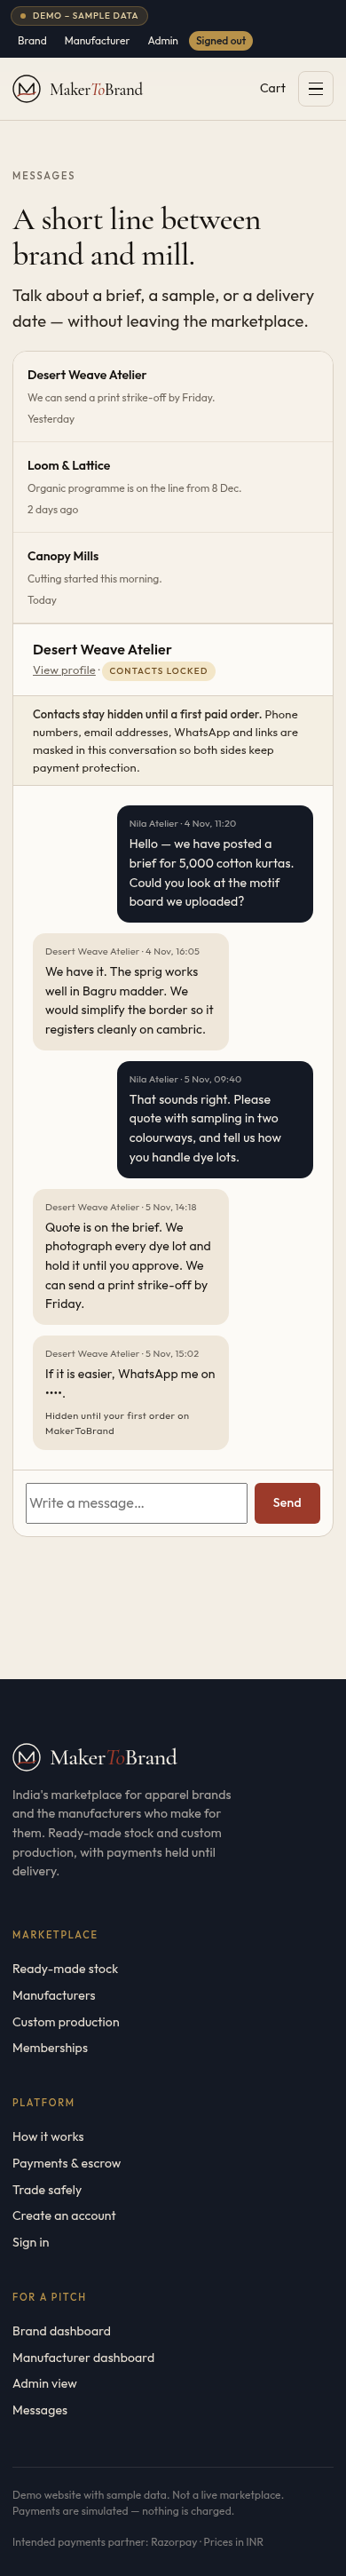 DEMO – SAMPLE DATA
Brand Manufacturer Admin Signed out
MakerToBrand Cart
MESSAGES
A short line between
brand and mill.
Talk about a brief, a sample, or a delivery
date — without leaving the marketplace.
Desert Weave Atelier
We can send a print strike-off by Friday.
Yesterday
Loom & Lattice
Organic programme is on the line from 8 Dec.
2 days ago
Canopy Mills
Cutting started this morning.
Today
Desert Weave Atelier
View profile · CONTACTS LOCKED
Contacts stay hidden until a first paid order. Phone
numbers, email addresses, WhatsApp and links are
masked in this conversation so both sides keep
payment protection.
Nila Atelier · 4 Nov, 11:20
Hello — we have posted a
brief for 5,000 cotton kurtas.
Could you look at the motif
board we uploaded?
Desert Weave Atelier · 4 Nov, 16:05
We have it. The sprig works
well in Bagru madder. We
would simplify the border so it
registers cleanly on cambric.
Nila Atelier · 5 Nov, 09:40
That sounds right. Please
quote with sampling in two
colourways, and tell us how
you handle dye lots.
Desert Weave Atelier · 5 Nov, 14:18
Quote is on the brief. We
photograph every dye lot and
hold it until you approve. We
can send a print strike-off by
Friday.
Desert Weave Atelier · 5 Nov, 15:02
If it is easier, WhatsApp me on
••••.
Hidden until your first order on
MakerToBrand
Write a message… Send
MakerToBrand
India's marketplace for apparel brands
and the manufacturers who make for
them. Ready-made stock and custom
production, with payments held until
delivery.
MARKETPLACE
Ready-made stock
Manufacturers
Custom production
Memberships
PLATFORM
How it works
Payments & escrow
Trade safely
Create an account
Sign in
FOR A PITCH
Brand dashboard
Manufacturer dashboard
Admin view
Messages
Demo website with sample data. Not a live marketplace.
Payments are simulated — nothing is charged.
Intended payments partner: Razorpay · Prices in INR